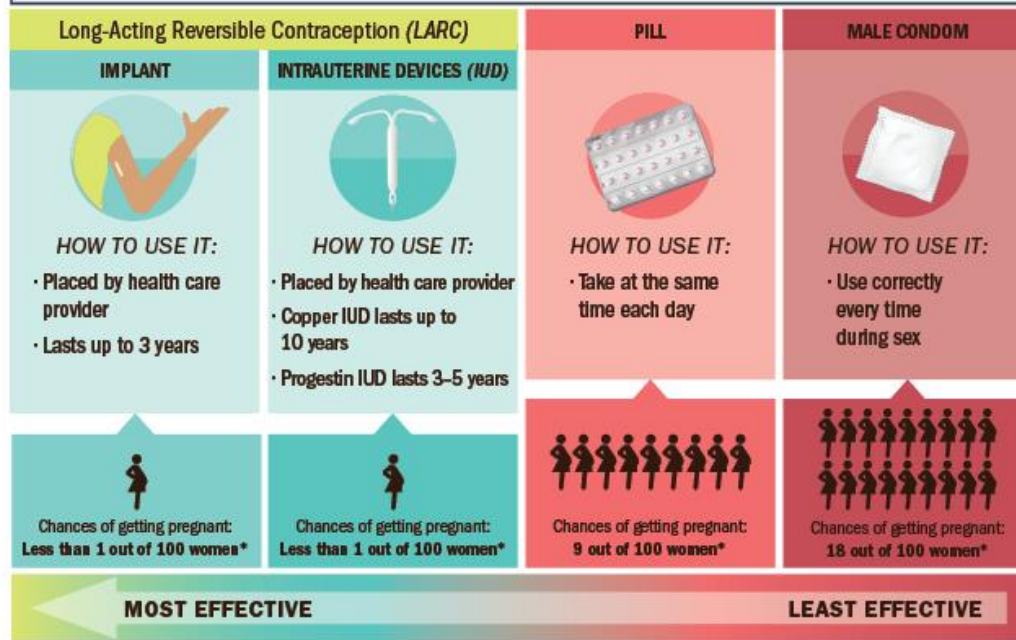 Long-Acting Reversible Contraception (LARC)
IMPLANT
HOW TO USE IT:
· Placed by health care
provider
· Lasts up to 3 years
Chances of getting pregnant:
Less than 1 out of 100 women*
INTRAUTERINE DEVICES (IUD)
HOW TO USE IT:
· Placed by health care provider
· Copper IUD lasts up to
10 years
· Progestin IUD lasts 3–5 years
Chances of getting pregnant:
Less than 1 out of 100 women*
PILL
HOW TO USE IT:
· Take at the same
time each day
Chances of getting pregnant:
9 out of 100 women*
MALE CONDOM
HOW TO USE IT:
· Use correctly
every time
during sex
Chances of getting pregnant:
18 out of 100 women*
MOST EFFECTIVE
LEAST EFFECTIVE